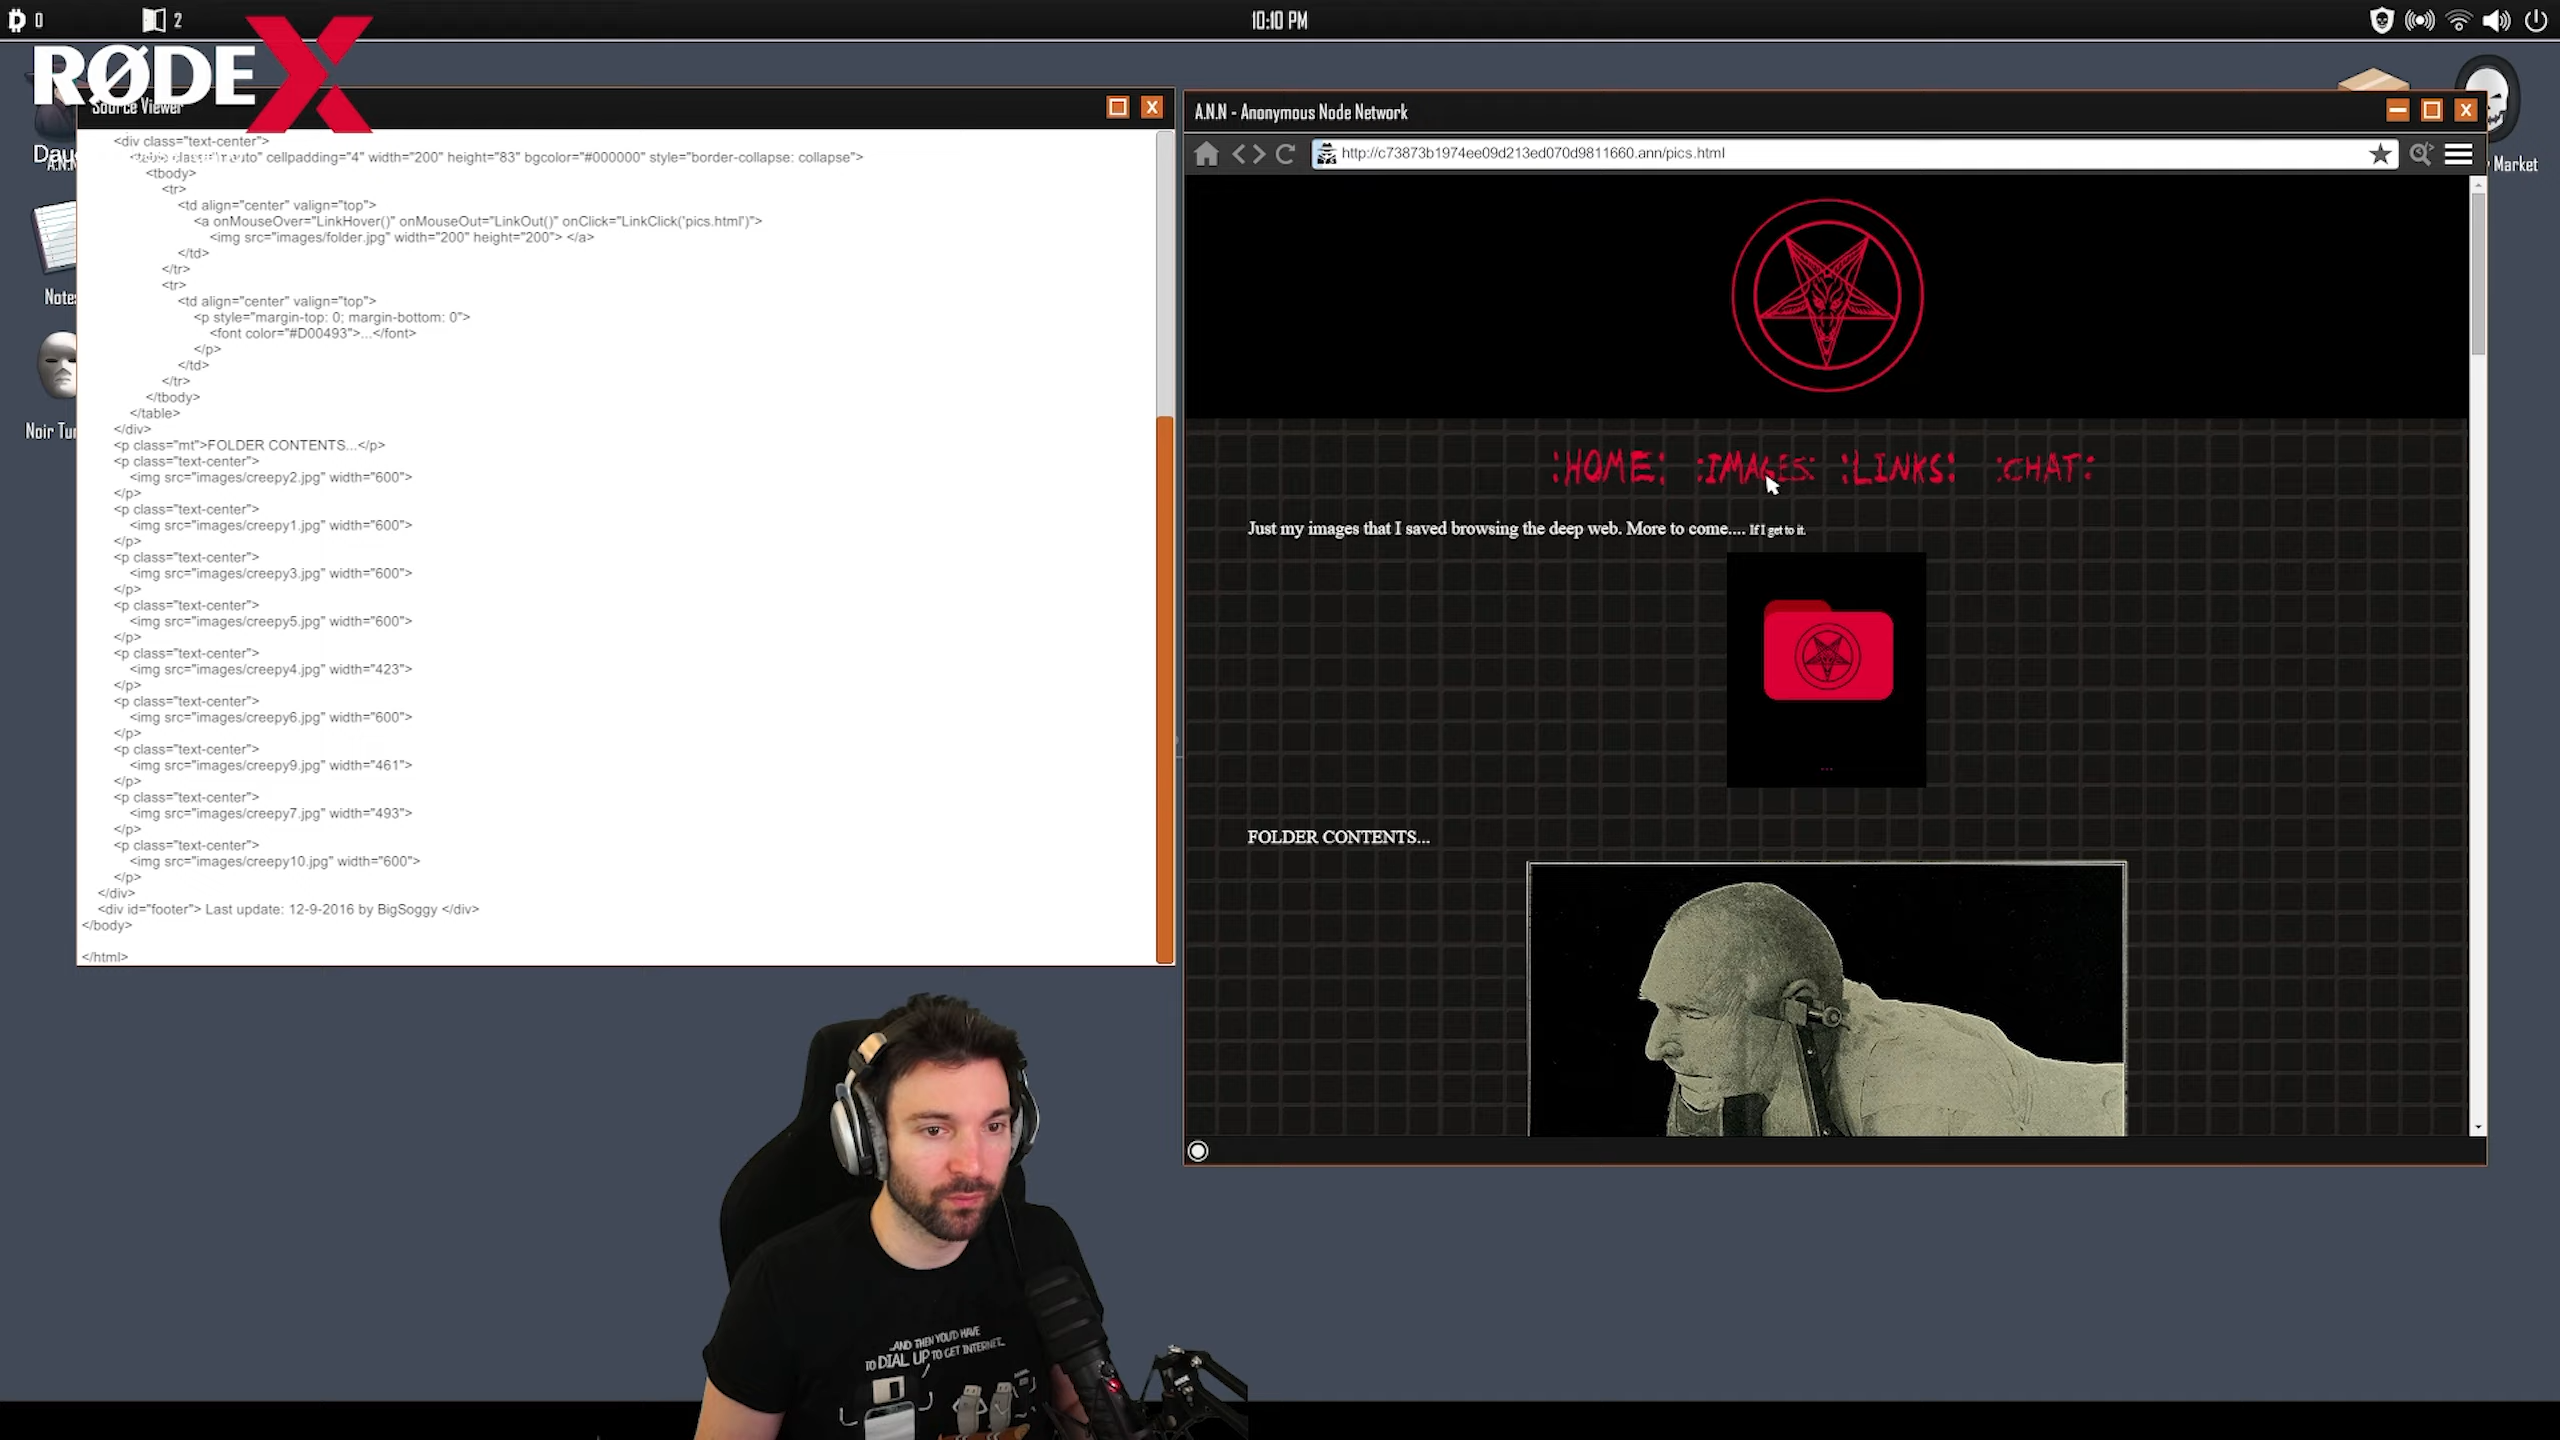 0
2
10:10 PM
RØDE X
Source Viewer
<div class="text-center">
cellpadding="4" width="200" height="83" bgcolor="#000000" style="border-collapse: collapse">
<tbody>
<tr>
<td align="center" valign="top">
<a onMouseOver="LinkHover()" onMouseOut="LinkOut()" onClick="LinkClick('pics.html')">
<img src="images/folder.jpg" width="200" height="200"> </a>
</td>
</tr>
<tr>
<td align="center" valign="top">
<p style="margin-top: 0; margin-bottom: 0">
<font color="#D00493">...</font>
</p>
</td>
</tr>
</tbody>
</table>
</div>
<p class="mt">FOLDER CONTENTS...</p>
<p class="text-center">
<img src="images/creepy2.jpg" width="600">
</p>
<p class="text-center">
<img src="images/creepy1.jpg" width="600">
</p>
<p class="text-center">
<img src="images/creepy3.jpg" width="600">
</p>
<p class="text-center">
<img src="images/creepy5.jpg" width="600">
</p>
<p class="text-center">
<img src="images/creepy4.jpg" width="423">
</p>
<p class="text-center">
<img src="images/creepy6.jpg" width="600">
</p>
<p class="text-center">
<img src="images/creepy9.jpg" width="461">
</p>
<p class="text-center">
<img src="images/creepy7.jpg" width="493">
</p>
<p class="text-center">
<img src="images/creepy10.jpg" width="600">
</p>
</div>
<div id="footer"> Last update: 12-9-2016 by BigSoggy </div>
</body>
</html>
A.N.N - Anonymous Node Network
http://c73873b1974ee09d213ed070d9811660.ann/pics.html
:HOME: :IMAGES: :LINKS: :CHAT:
Just my images that I saved browsing the deep web. More to come.... If I get to it.
...
FOLDER CONTENTS...
Market
...AND THEN YOU'D HAVE
TO DIAL UP TO GET INTERNET...